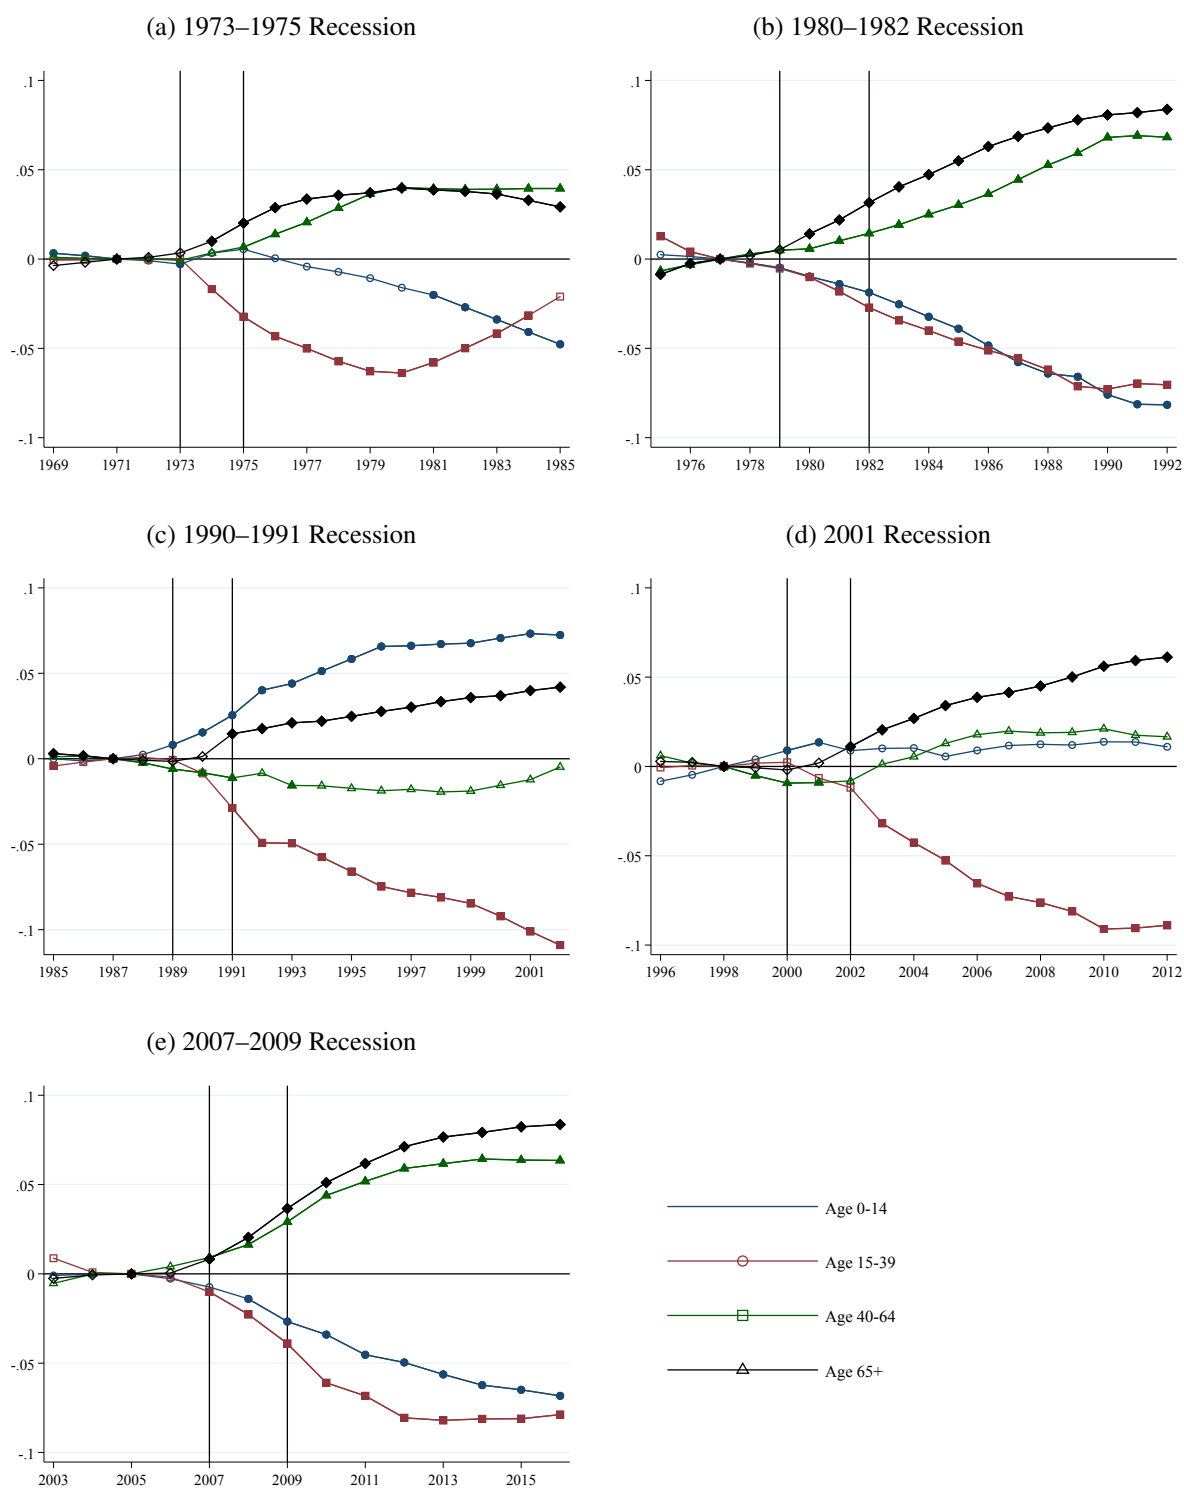 (a) 1973–1975 Recession
.1
.05
0
-.05
-.1
1969 1971 1973 1975 1977 1979 1981 1983 1985
(b) 1980–1982 Recession
.1
.05
0
-.05
-.1
1976 1978 1980 1982 1984 1986 1988 1990 1992
(c) 1990–1991 Recession
.1
.05
0
-.05
-.1
1985 1987 1989 1991 1993 1995 1997 1999 2001
(d) 2001 Recession
.1
.05
0
-.05
-.1
1996 1998 2000 2002 2004 2006 2008 2010 2012
(e) 2007–2009 Recession
.1
.05
0
-.05
-.1
2003 2005 2007 2009 2011 2013 2015
Age 0-14
Age 15-39
Age 40-64
Age 65+